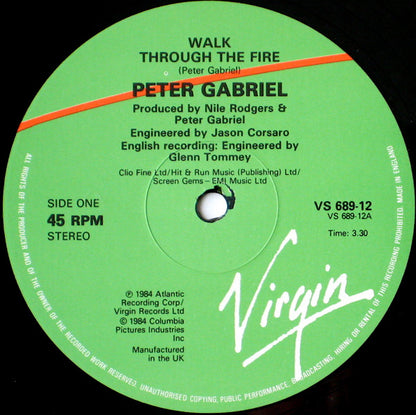 WALK
THROUGH THE FIRE
(Peter Gabriel)
PETER GABRIEL
Produced by Nile Rodgers &
Peter Gabriel
Engineered by Jason Corsaro
English recording: Engineered by
Glenn Tommey
Clio Fine Ltd/Hit & Run Music (Publishing) Ltd/
Screen Gems – EMI Music Ltd
SIDE ONE
45 RPM
STEREO
VS 689-12
VS 689-12A
Time: 3.30
℗ 1984 Atlantic
Recording Corp/
Virgin Records Ltd
© 1984 Columbia
Pictures Industries
Inc
Manufactured
in the UK
Virgin
ALL RIGHTS OF THE PRODUCER AND OF THE OWNER OF THE RECORDED WORK RESERVED. UNAUTHORISED COPYING, PUBLIC PERFORMANCE, BROADCASTING, HIRING OR RENTAL OF THIS RECORDING PROHIBITED. MADE IN ENGLAND.